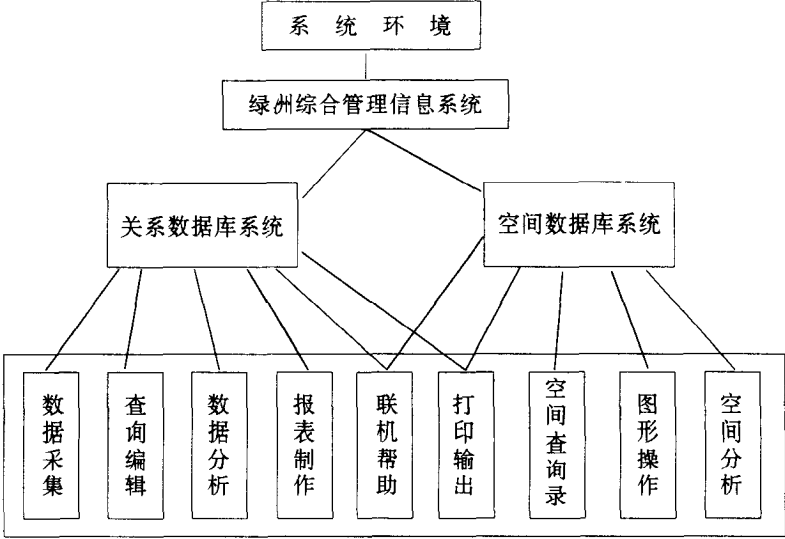 系统环境
绿洲综合管理信息系统
关系数据库系统
空间数据库系统
数据采集
查询编辑
数据分析
报表制作
联机帮助
打印输出
空间查询录
图形操作
空间分析